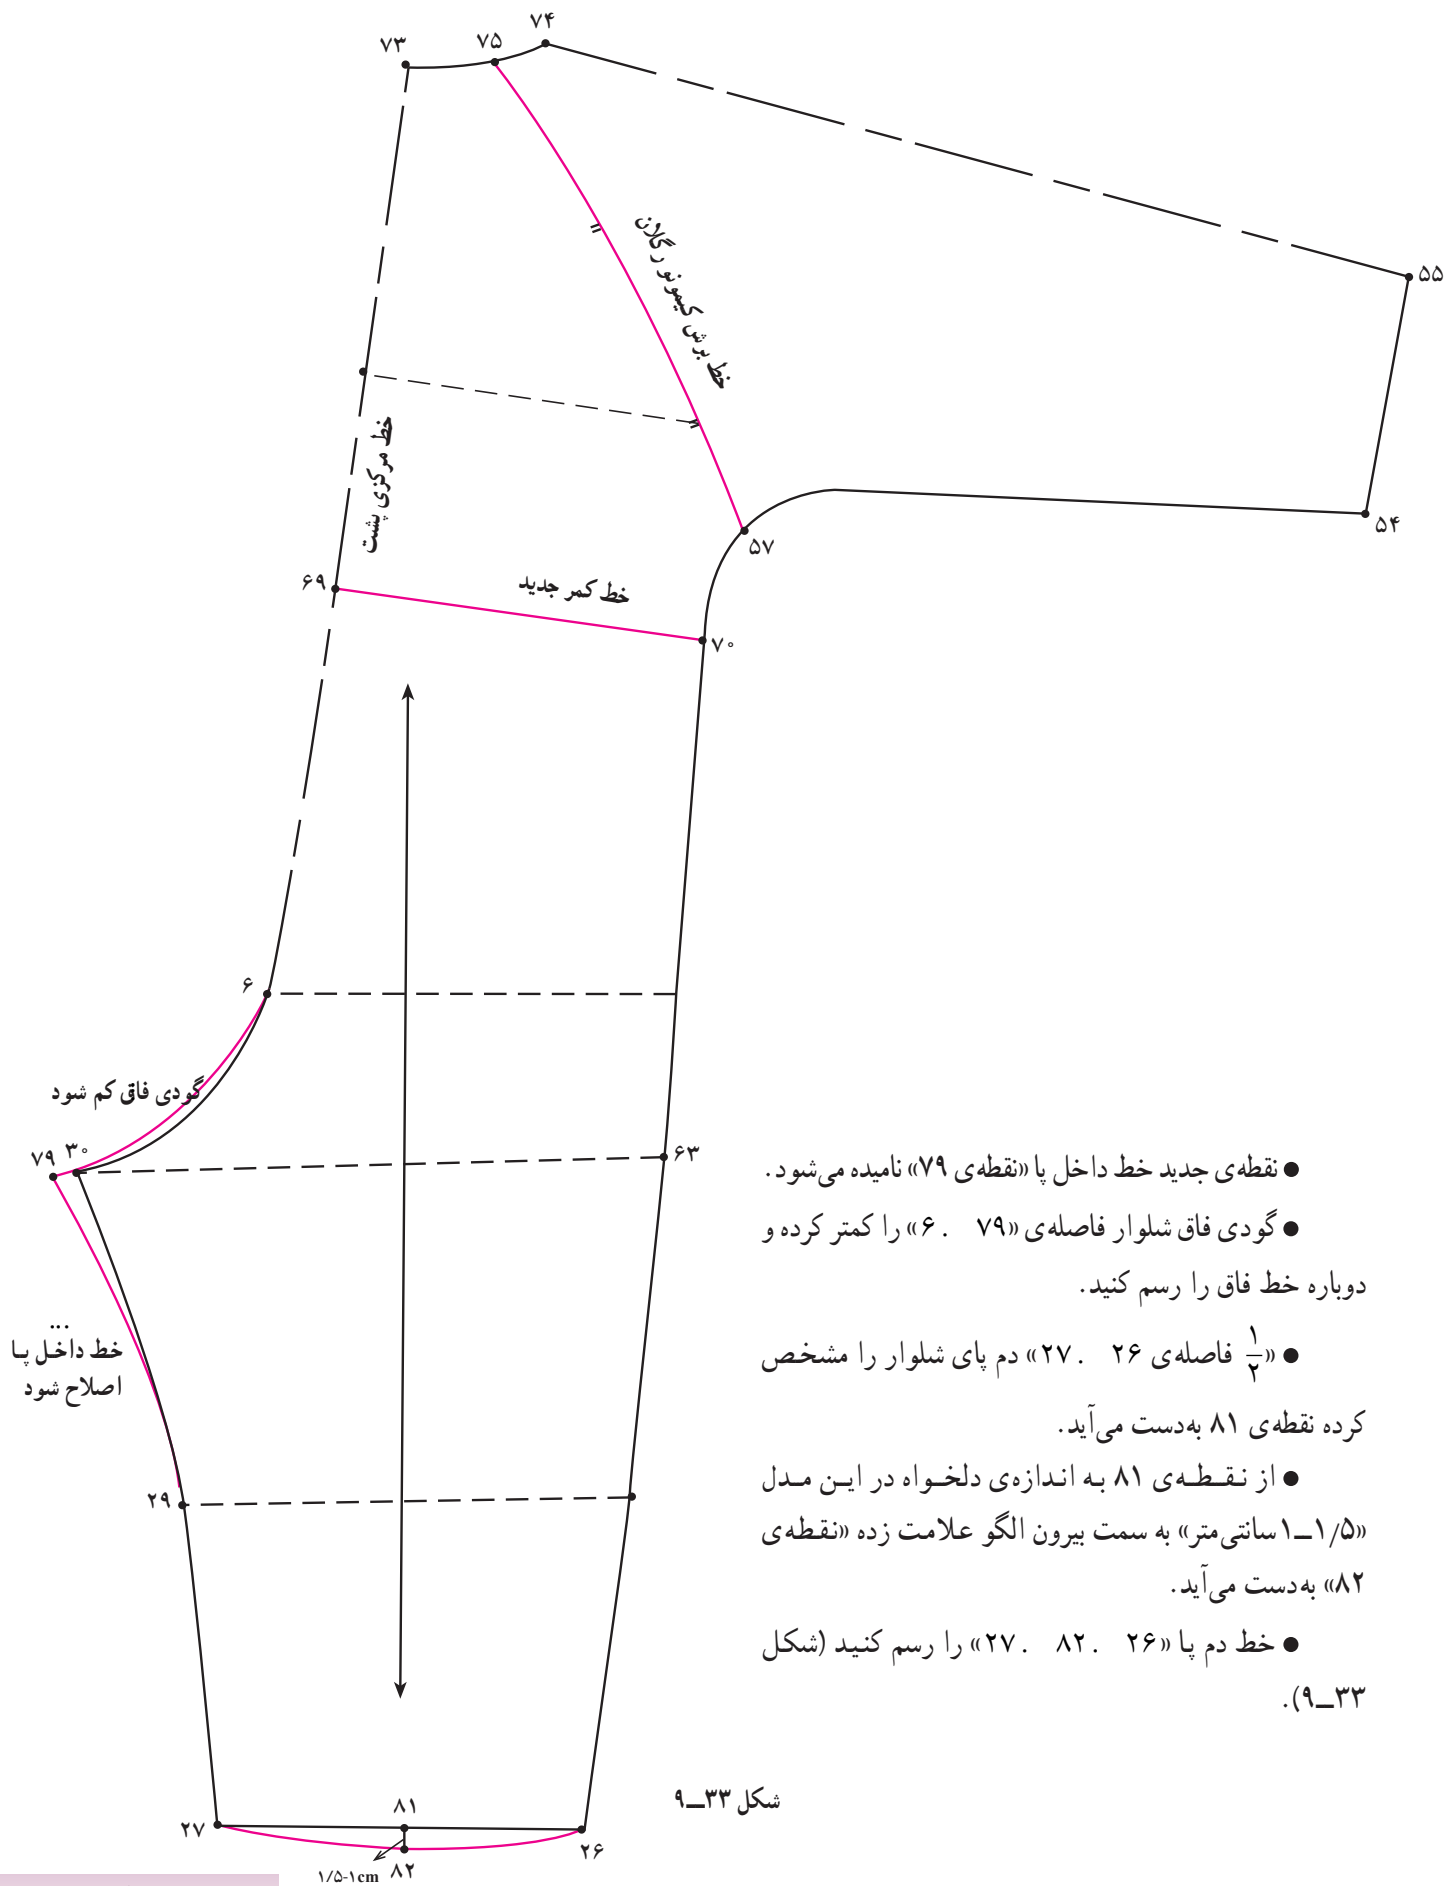 ۷۴
۷۵
۷۳
خط برش کیمونو رگلان
۵۵
خط مرکزی پشت
۵۴
۵۷
۶۹
خط کمر جدید
۷۰
۶
گودی فاق کم شود
۳۰
۷۹
۶۳
● نقطه‌ی جدید خط داخل پا «نقطه‌ی ۷۹» نامیده می‌شود.
● گودی فاق شلوار فاصله‌ی «۷۹ . ۶» را کمتر کرده و
دوباره خط فاق را رسم کنید.
● «۱/۲ فاصله‌ی ۲۶ . ۲۷» دم پای شلوار را مشخص
کرده نقطه‌ی ۸۱ به‌دست می‌آید.
● از نقطه‌ی ۸۱ به اندازه‌ی دلخواه در این مدل
«۱/۵ــ۱ سانتی‌متر» به سمت بیرون الگو علامت زده «نقطه‌ی
۸۲» به‌دست می‌آید.
● خط دم پا «۲۶ . ۸۲ . ۲۷» را رسم کنید (شکل
۳۳ــ۹).
...
خط داخل پا
اصلاح شود
۲۹
شکل ۳۳ــ۹
۸۱
۲۷
۲۶
۸۲
۱/۵-۱cm